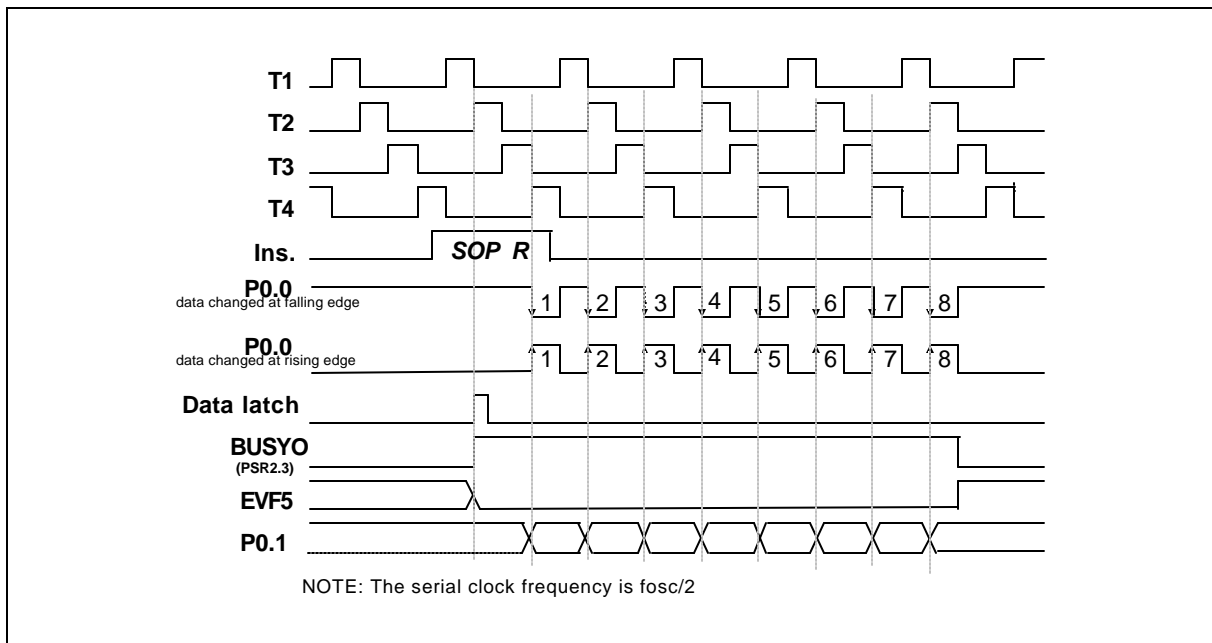 T1
T2
T3
T4
Ins.
SOP R
P0.0
data changed at falling edge
1 2 3 4 5 6 7 8
P0.0
data changed at rising edge
1 2 3 4 5 6 7 8
Data latch
BUSYO
(PSR2.3)
EVF5
P0.1
NOTE: The serial clock frequency is fosc/2